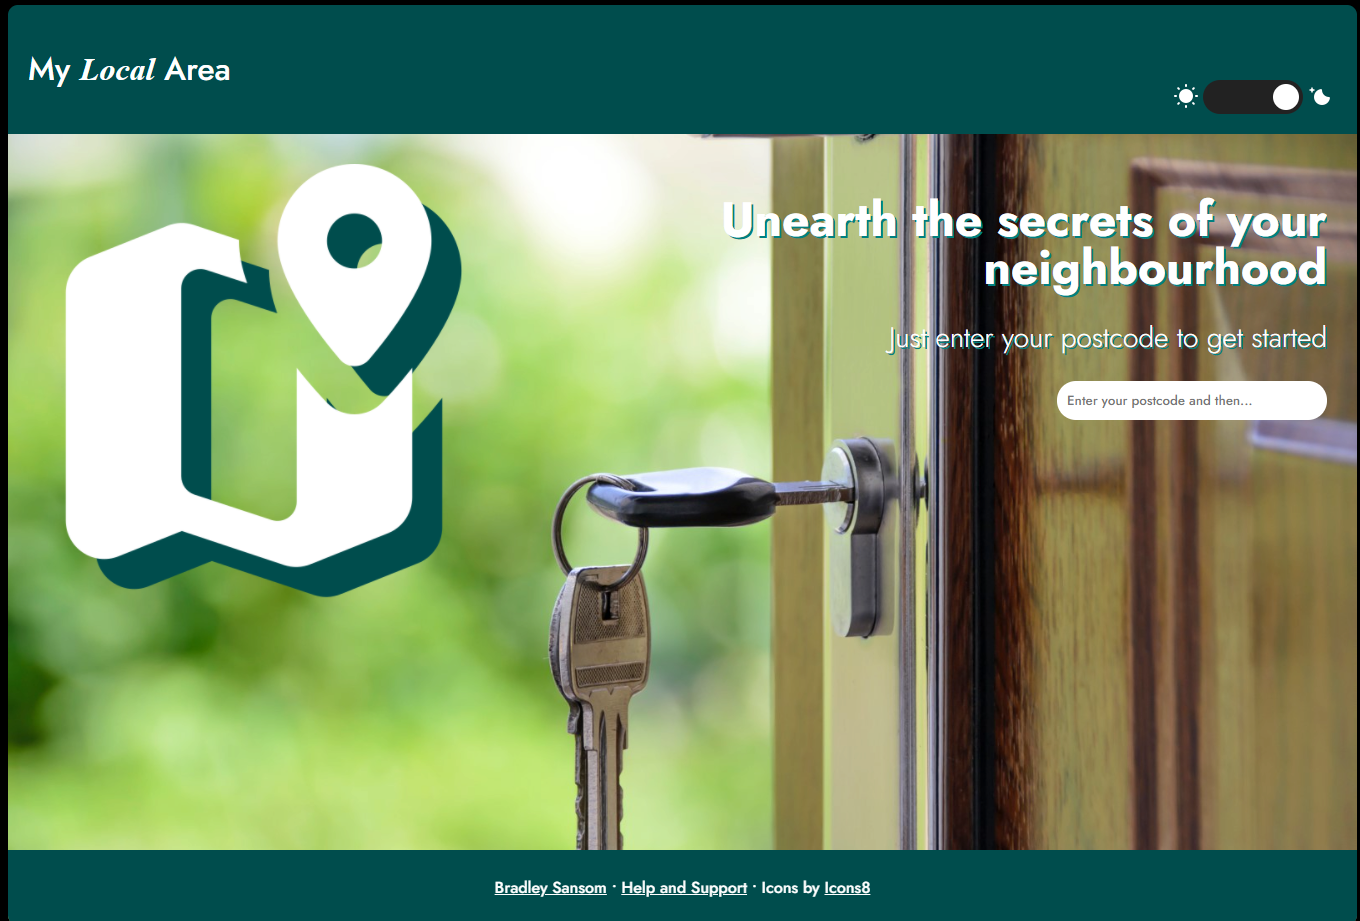 My Local Area
Unearth the secrets of your
neighbourhood
Just enter your postcode to get started
Enter your postcode and then...
Bradley Sansom · Help and Support · Icons by Icons8